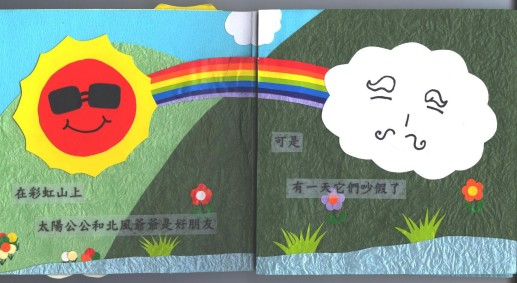 在彩虹山上
太陽公公和北風爺爺是好朋友
可是
有一天它們吵假了